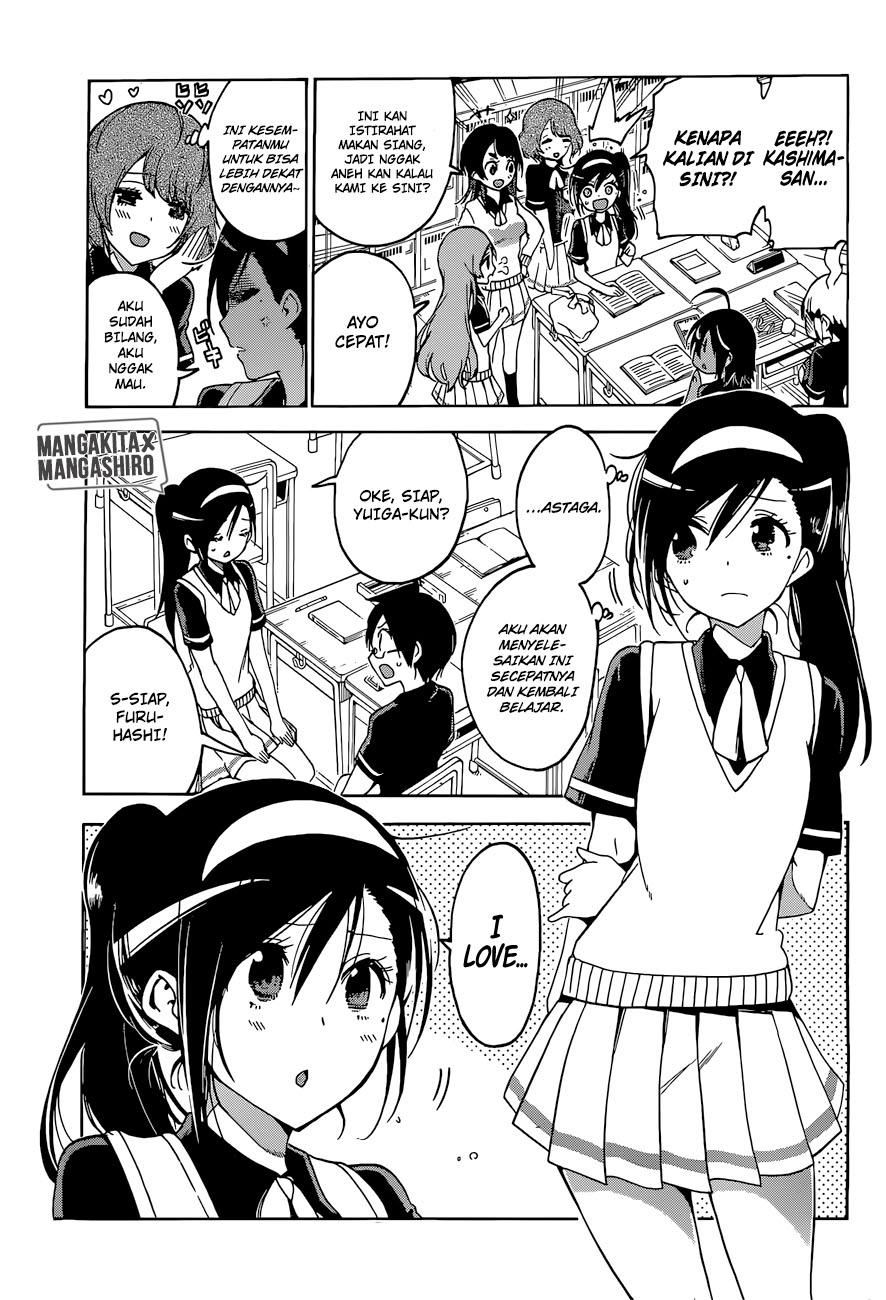 EEEH?!
KASHIMA-
SAN...
KENAPA
KALIAN DI
SINI?!
INI KAN
ISTIRAHAT
MAKAN SIANG,
JADI NGGAK
ANEH KAN KALAU
KAMI KE SINI?
AYO
CEPAT!
INI KESEM-
PATANMU
UNTUK BISA
LEBIH DEKAT
DENGANNYA~
AKU
SUDAH
BILANG,
AKU
NGGAK
MAU.
MANGAKITA X
MANGASHIRO
...ASTAGA.
AKU AKAN
MENYELE-
SAIKAN INI
SECEPATNYA
DAN KEMBALI
BELAJAR.
OKE, SIAP,
YUIGA-KUN?
S-SIAP,
FURU-
HASHI!
I
LOVE...